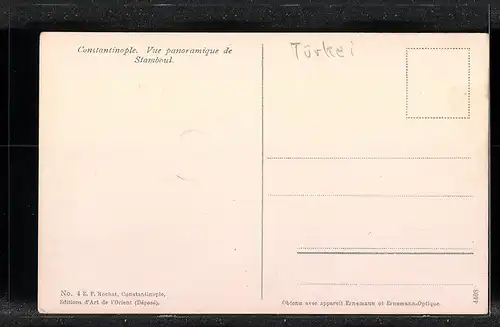 Constantinople. Vue panoramique de
Stamboul.
Türkei
No. 4 E. F. Rochat, Constantinople,
Editions d'Art de l'Orient (Déposé).
Obtenu avec appareil Ernemann et Ernemann-Optique.
4403